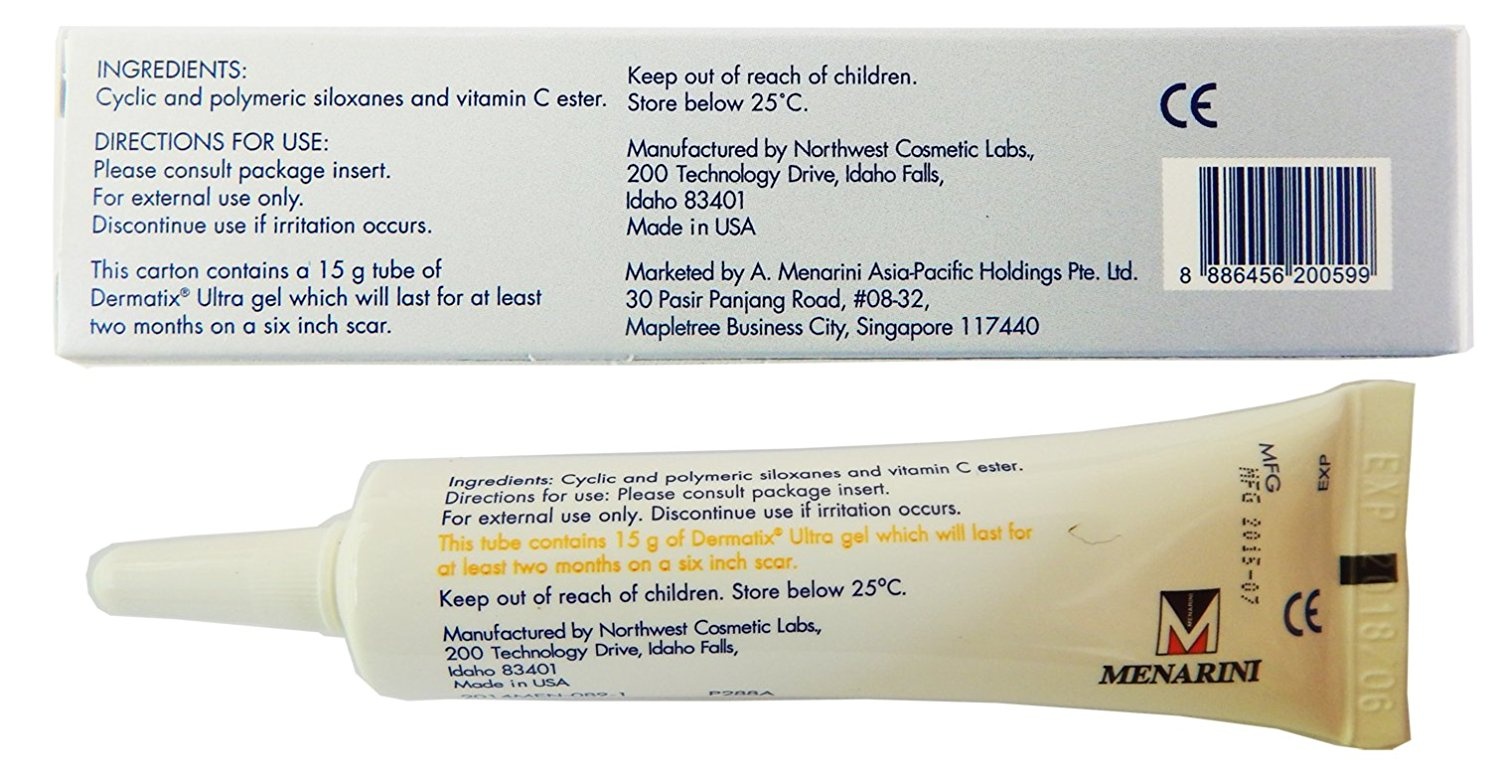 INGREDIENTS:
Cyclic and polymeric siloxanes and vitamin C ester.
DIRECTIONS FOR USE:
Please consult package insert.
For external use only.
Discontinue use if irritation occurs.
This carton contains a 15 g tube of
Dermatix® Ultra gel which will last for at least
two months on a six inch scar.
Keep out of reach of children.
Store below 25°C.
Manufactured by Northwest Cosmetic Labs.,
200 Technology Drive, Idaho Falls,
Idaho 83401
Made in USA
Marketed by A. Menarini Asia-Pacific Holdings Pte. Ltd.
30 Pasir Panjang Road, #08-32,
Mapletree Business City, Singapore 117440
CE
8 886456 200599
Ingredients: Cyclic and polymeric siloxanes and vitamin C ester.
Directions for use: Please consult package insert.
For external use only. Discontinue use if irritation occurs.
This tube contains 15 g of Dermatix® Ultra gel which will last for
at least two months on a six inch scar.
Keep out of reach of children. Store below 25°C.
Manufactured by Northwest Cosmetic Labs.,
200 Technology Drive, Idaho Falls,
Idaho 83401
Made in USA
P288A
MENARINI
MENARINI
CE
MFG
MFG 2015-07
EXP
EXP 2018/06